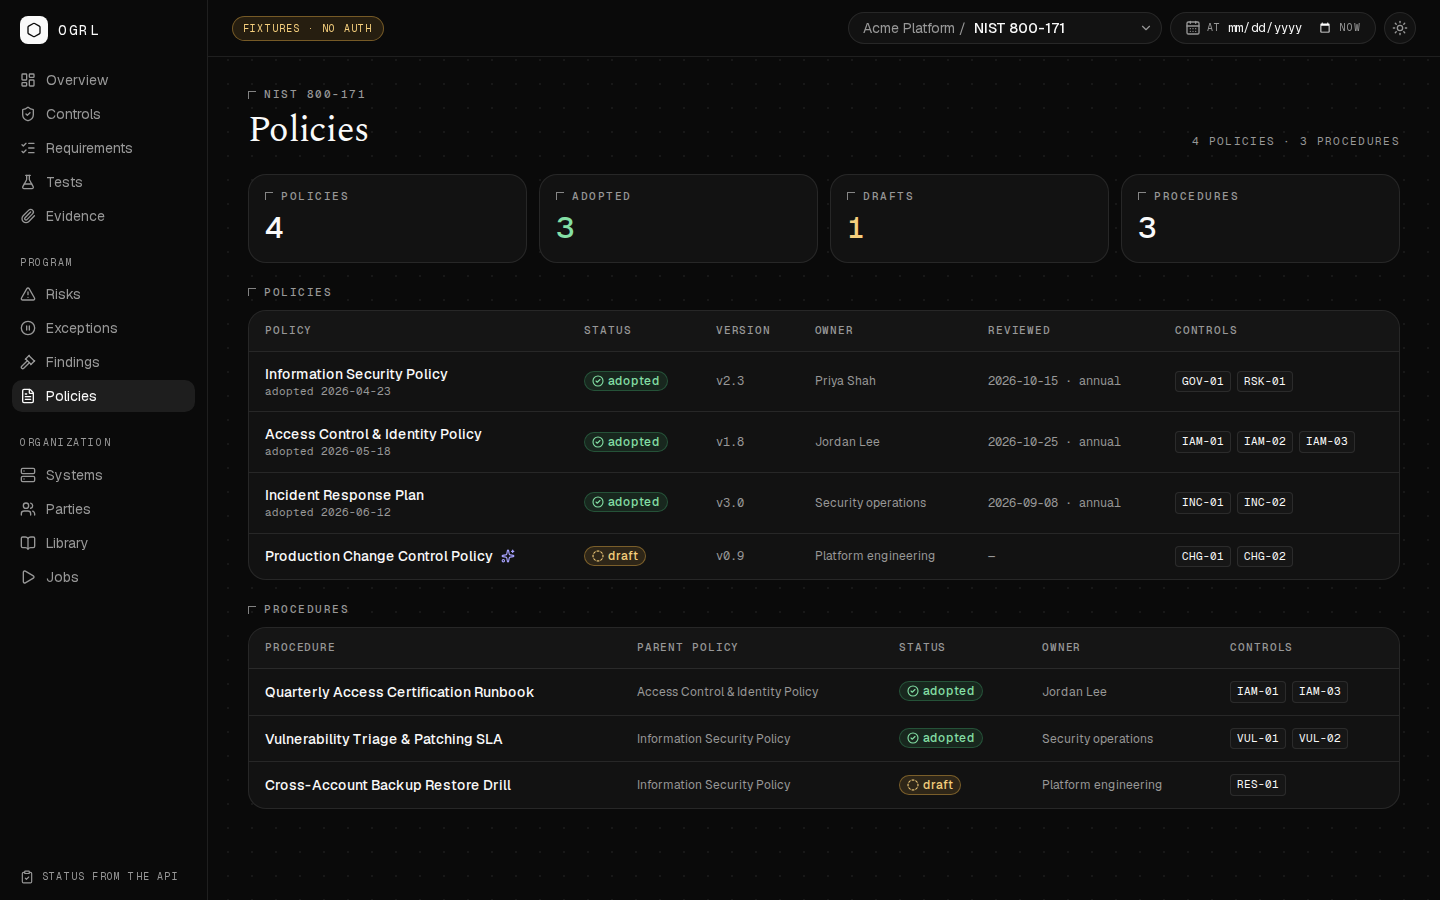 OGRL
FIXTURES · NO AUTH
Acme Platform / NIST 800-171
AT mm/dd/yyyy NOW
Overview
Controls
Requirements
Tests
Evidence
PROGRAM
Risks
Exceptions
Findings
Policies
ORGANIZATION
Systems
Parties
Library
Jobs
STATUS FROM THE API
NIST 800-171
Policies
4 POLICIES · 3 PROCEDURES
POLICIES
4
ADOPTED
3
DRAFTS
1
PROCEDURES
3
POLICIES
POLICY STATUS VERSION OWNER REVIEWED CONTROLS
Information Security Policy adopted v2.3 Priya Shah 2026-10-15 · annual GOV-01 RSK-01
adopted 2026-04-23
Access Control & Identity Policy adopted v1.8 Jordan Lee 2026-10-25 · annual IAM-01 IAM-02 IAM-03
adopted 2026-05-18
Incident Response Plan adopted v3.0 Security operations 2026-09-08 · annual INC-01 INC-02
adopted 2026-06-12
Production Change Control Policy draft v0.9 Platform engineering — CHG-01 CHG-02
PROCEDURES
PROCEDURE PARENT POLICY STATUS OWNER CONTROLS
Quarterly Access Certification Runbook Access Control & Identity Policy adopted Jordan Lee IAM-01 IAM-03
Vulnerability Triage & Patching SLA Information Security Policy adopted Security operations VUL-01 VUL-02
Cross-Account Backup Restore Drill Information Security Policy draft Platform engineering RES-01